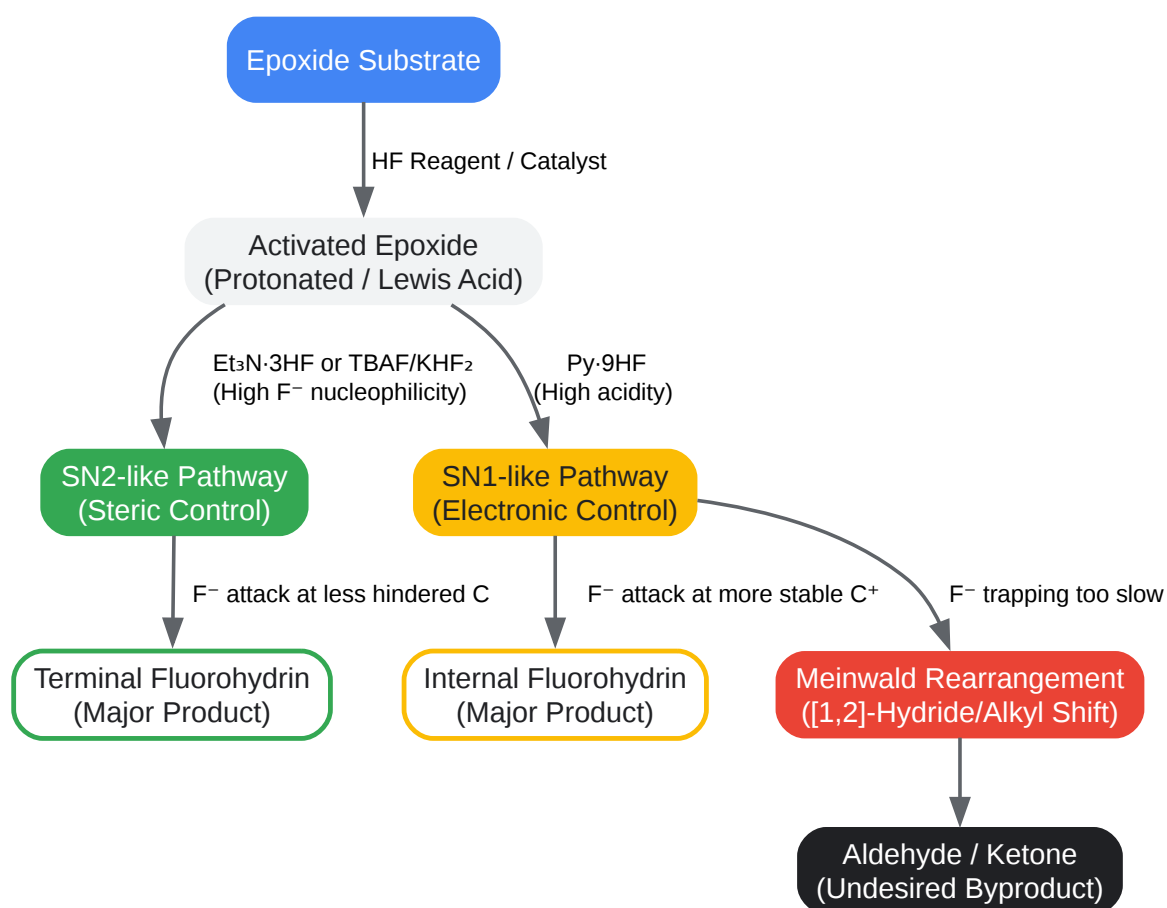 Epoxide Substrate
HF Reagent / Catalyst
Activated Epoxide
(Protonated / Lewis Acid)
Et₃N·3HF or TBAF/KHF₂
(High F⁻ nucleophilicity)
Py·9HF
(High acidity)
SN2-like Pathway
(Steric Control)
SN1-like Pathway
(Electronic Control)
F⁻ attack at less hindered C
F⁻ attack at more stable C⁺
F⁻ trapping too slow
Terminal Fluorohydrin
(Major Product)
Internal Fluorohydrin
(Major Product)
Meinwald Rearrangement
([1,2]-Hydride/Alkyl Shift)
Aldehyde / Ketone
(Undesired Byproduct)